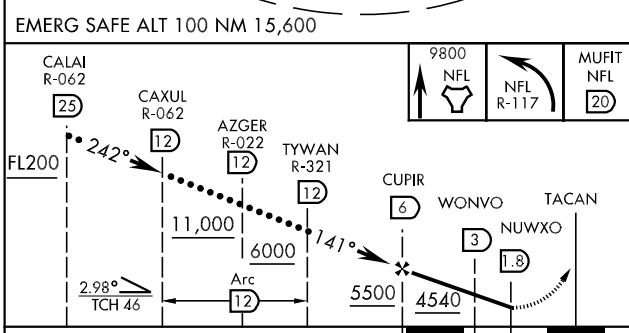 EMERG SAFE ALT 100 NM 15,600
CALAI
R-062
25
CAXUL
R-062
12
AZGER
R-022
12
TYWAN
R-321
12
9800
NFL
NFL
R-117
MUFIT
NFL
20
CUPIR
6
WONVO
3
NUWXO
1.8
TACAN
FL200
242°
11,000
6000
141°
5500
4540
2.98°
TCH 46
Arc
12